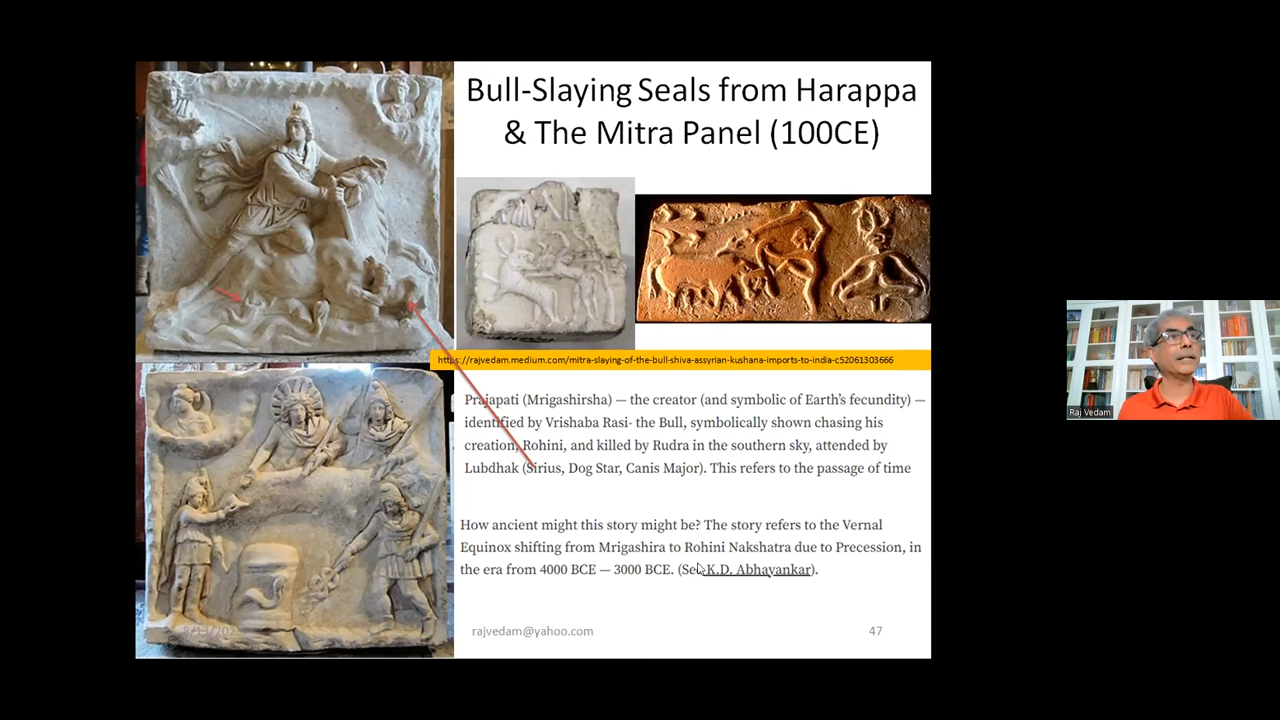 Bull-Slaying Seals from Harappa
& The Mitra Panel (100CE)
https://rajvedam.medium.com/mitra-slaying-of-the-bull-shiva-assyrian-kushana-imports-to-india-c52061303666
Prajapati (Mrigashirsha) — the creator (and symbolic of Earth's fecundity) —
identified by Vrishaba Rasi- the Bull, symbolically shown chasing his
creation, Rohini, and killed by Rudra in the southern sky, attended by
Lubdhak (Sirius, Dog Star, Canis Major). This refers to the passage of time
How ancient might this story might be? The story refers to the Vernal
Equinox shifting from Mrigashira to Rohini Nakshatra due to Precession, in
the era from 4000 BCE — 3000 BCE. (See K.D. Abhayankar).
rajvedam@yahoo.com
47
Raj Vedam